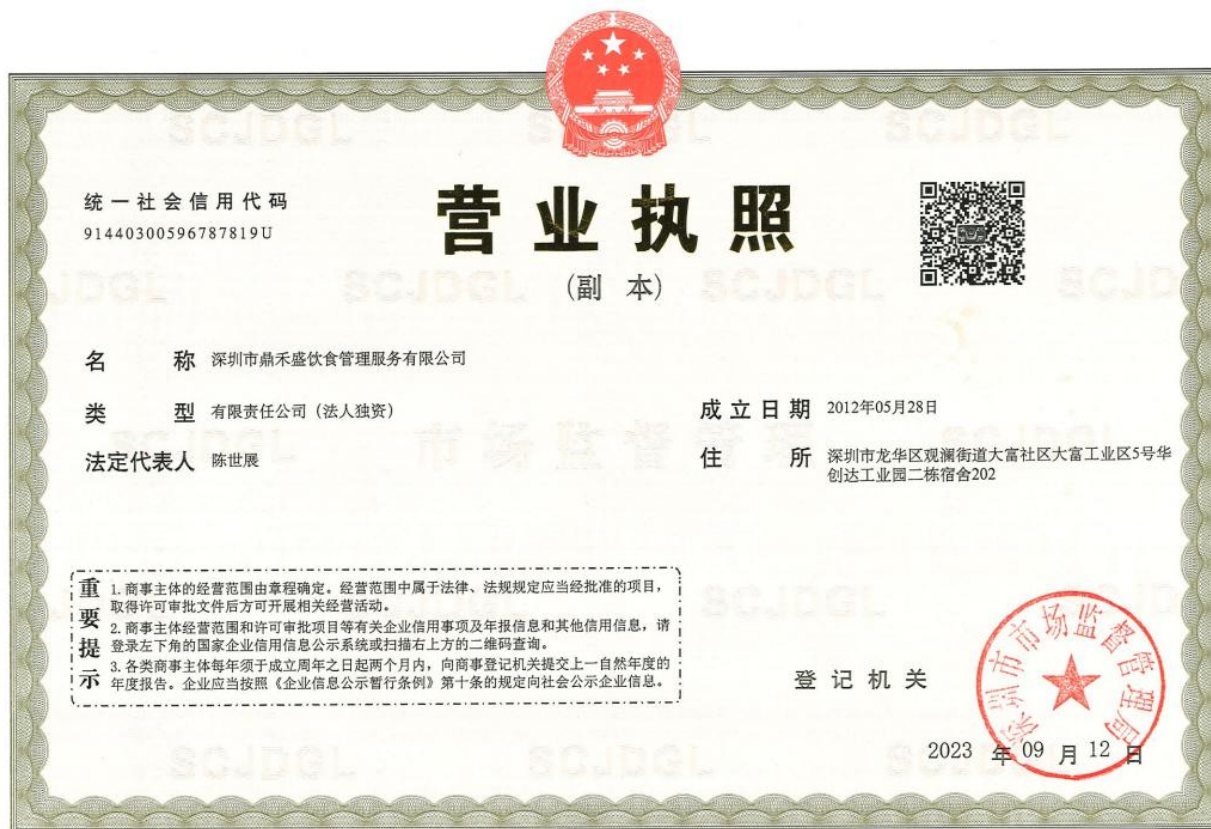 统一社会信用代码
91440300596787819U
营业执照
(副 本)
名 称 深圳市鼎禾盛饮食管理服务有限公司
类 型 有限责任公司（法人独资）
成立日期 2012年05月28日
法定代表人 陈世展
住 所 深圳市龙华区观澜街道大富社区大富工业区5号华
创达工业园二栋宿舍202
重要提示
1. 商事主体的经营范围由章程确定。经营范围中属于法律、法规规定应当经批准的项目，
取得许可审批文件后方可开展相关经营活动。
2. 商事主体经营范围和许可审批项目等有关企业信用事项及年报信息和其他信用信息，请
登录左下角的国家企业信用信息公示系统或扫描右上方的二维码查询。
3. 各类商事主体每年须于成立周年之日起两个月内，向商事登记机关提交上一自然年度的
年度报告。企业应当按照《企业信息公示暂行条例》第十条的规定向社会公示企业信息。
登记机关
深圳市市场监督管理局
2023 年 09 月 12 日
SCJDGL
市场监督管理